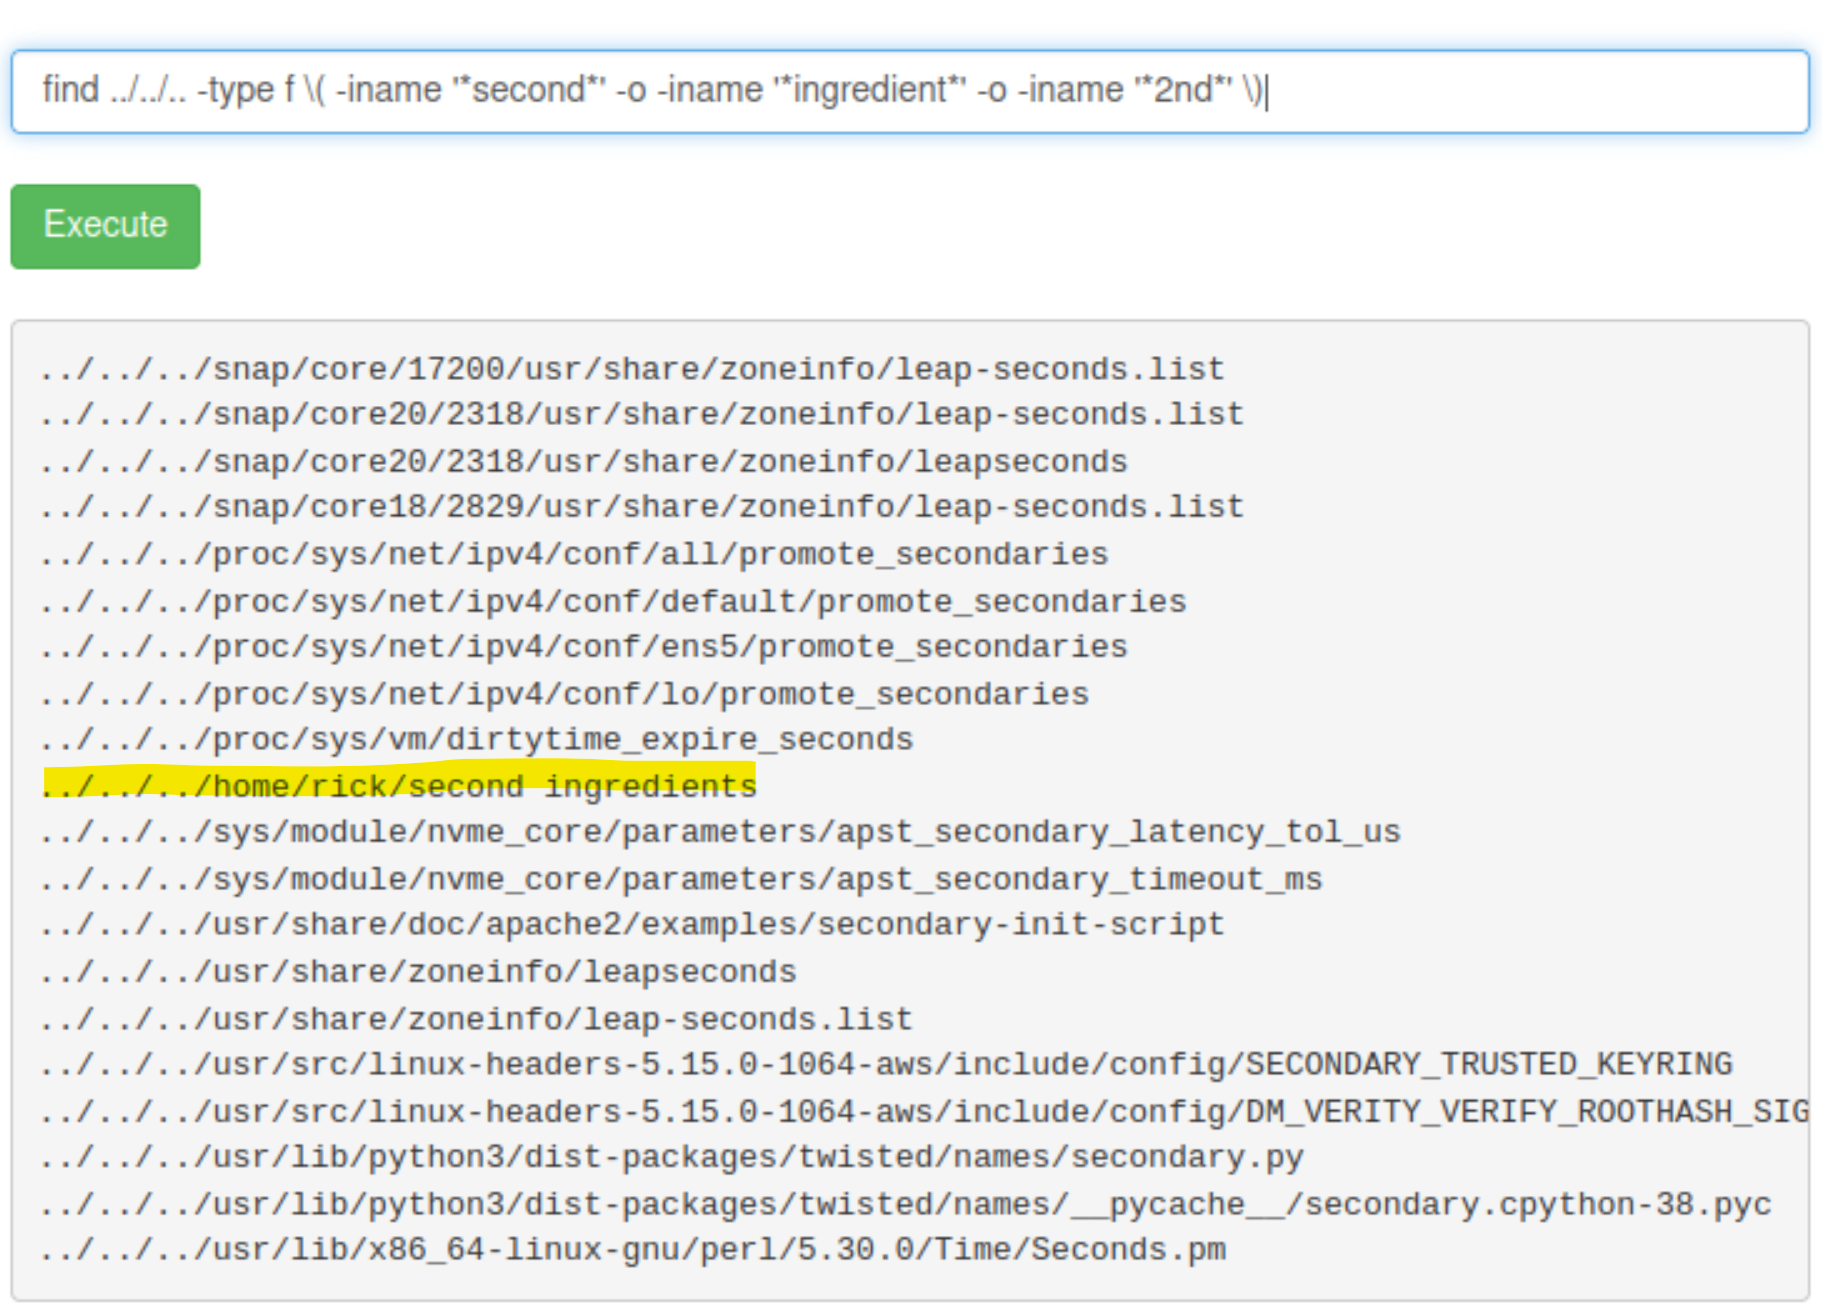 find ../../.. -type f \( -iname '*second*' -o -iname '*ingredient*' -o -iname '*2nd*' \)
Execute
../../../snap/core/17200/usr/share/zoneinfo/leap-seconds.list
../../../snap/core20/2318/usr/share/zoneinfo/leap-seconds.list
../../../snap/core20/2318/usr/share/zoneinfo/leapseconds
../../../snap/core18/2829/usr/share/zoneinfo/leap-seconds.list
../../../proc/sys/net/ipv4/conf/all/promote_secondaries
../../../proc/sys/net/ipv4/conf/default/promote_secondaries
../../../proc/sys/net/ipv4/conf/ens5/promote_secondaries
../../../proc/sys/net/ipv4/conf/lo/promote_secondaries
../../../proc/sys/vm/dirtytime_expire_seconds
../../../home/rick/second ingredients
../../../sys/module/nvme_core/parameters/apst_secondary_latency_tol_us
../../../sys/module/nvme_core/parameters/apst_secondary_timeout_ms
../../../usr/share/doc/apache2/examples/secondary-init-script
../../../usr/share/zoneinfo/leapseconds
../../../usr/share/zoneinfo/leap-seconds.list
../../../usr/src/linux-headers-5.15.0-1064-aws/include/config/SECONDARY_TRUSTED_KEYRING
../../../usr/src/linux-headers-5.15.0-1064-aws/include/config/DM_VERITY_VERIFY_ROOTHASH_SIG
../../../usr/lib/python3/dist-packages/twisted/names/secondary.py
../../../usr/lib/python3/dist-packages/twisted/names/__pycache__/secondary.cpython-38.pyc
../../../usr/lib/x86_64-linux-gnu/perl/5.30.0/Time/Seconds.pm